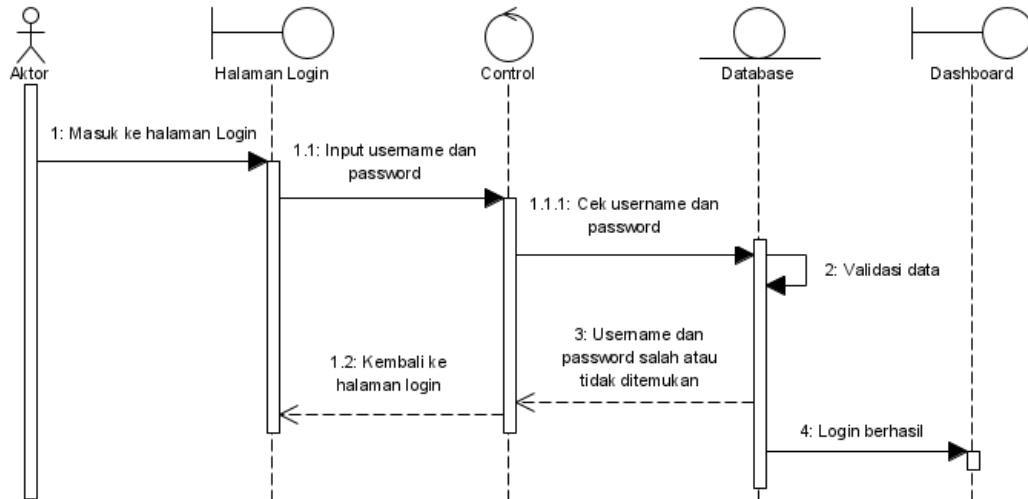 Aktor
Halaman Login
Control
Database
Dashboard
1: Masuk ke halaman Login
1.1: Input username dan
password
1.1.1: Cek username dan
password
2: Validasi data
3: Username dan
password salah atau
tidak ditemukan
1.2: Kembali ke
halaman login
4: Login berhasil